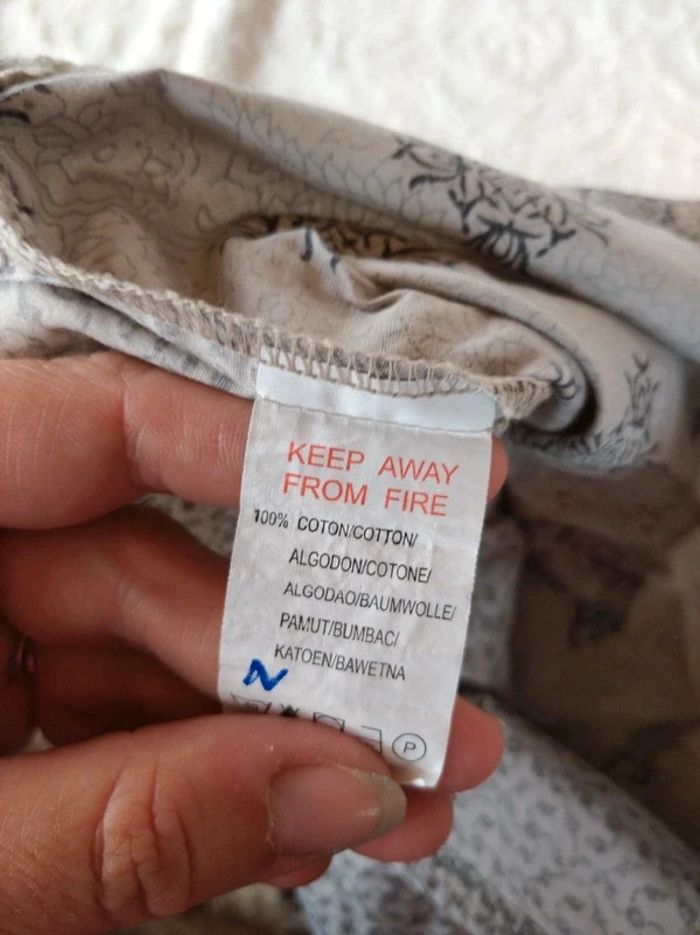 KEEP AWAY
FROM FIRE
100% COTON/COTTON/
ALGODON/COTONE/
ALGODAO/BAUMWOLLE/
PAMUT/BUMBAC/
KATOEN/BAWETNA
N
P